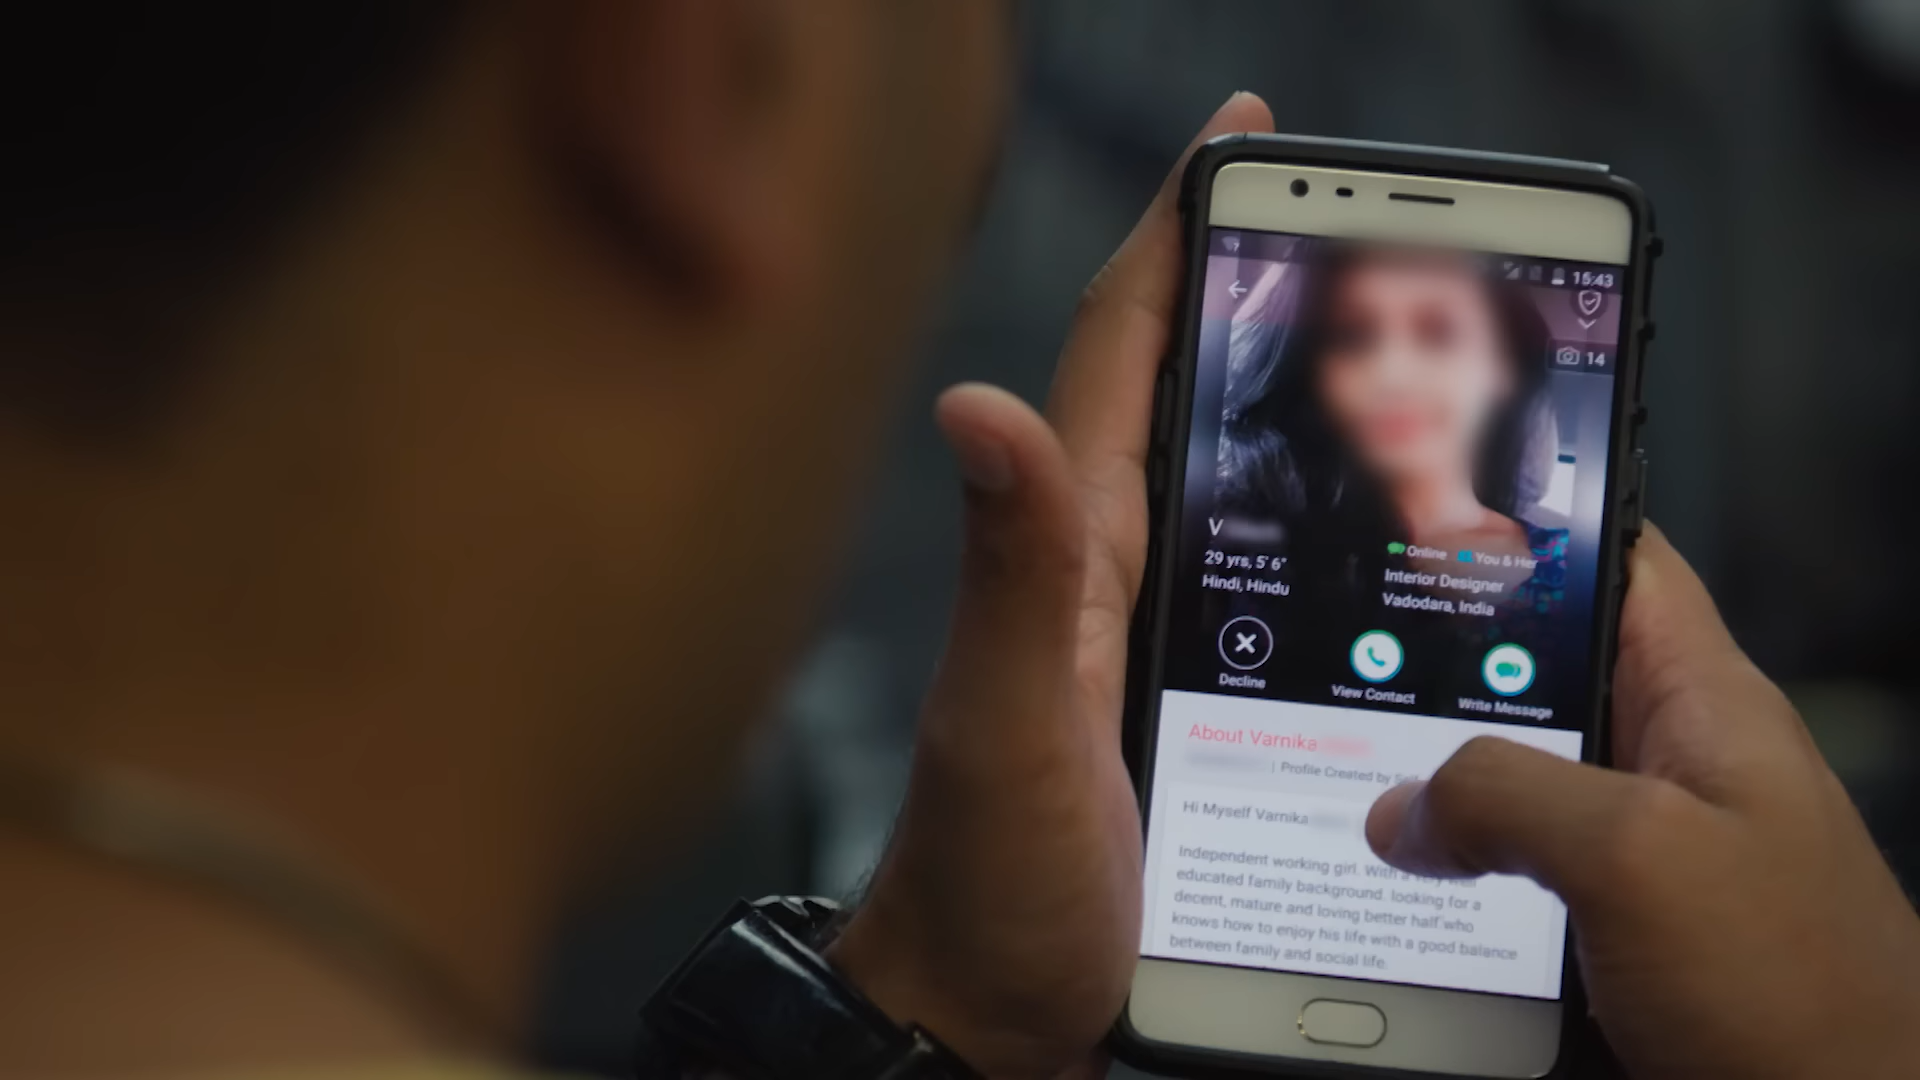 15:43
14
V
29 yrs, 5' 6"
Hindi, Hindu
Online You & Her
Interior Designer
Vadodara, India
Decline
View Contact
Write Message
About Varnika
| Profile Created by Self
Hi Myself Varnika
Independent working girl. With a very well
educated family background. looking for a
decent, mature and loving better half who
knows how to enjoy his life with a good balance
between family and social life.